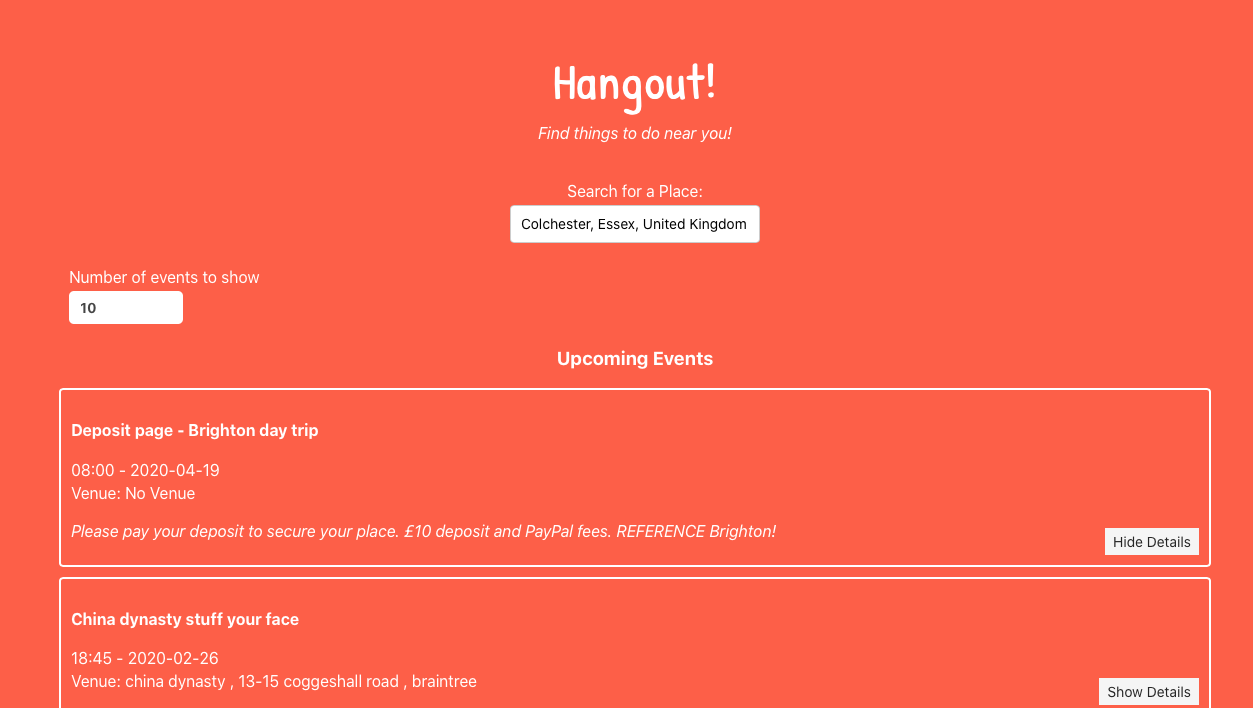 Hangout!
Find things to do near you!
Search for a Place:
Colchester, Essex, United Kingdom
Number of events to show
10
Upcoming Events
Deposit page - Brighton day trip
08:00 - 2020-04-19
Venue: No Venue
Please pay your deposit to secure your place. £10 deposit and PayPal fees. REFERENCE Brighton!
Hide Details
China dynasty stuff your face
18:45 - 2020-02-26
Venue: china dynasty , 13-15 coggeshall road , braintree
Show Details